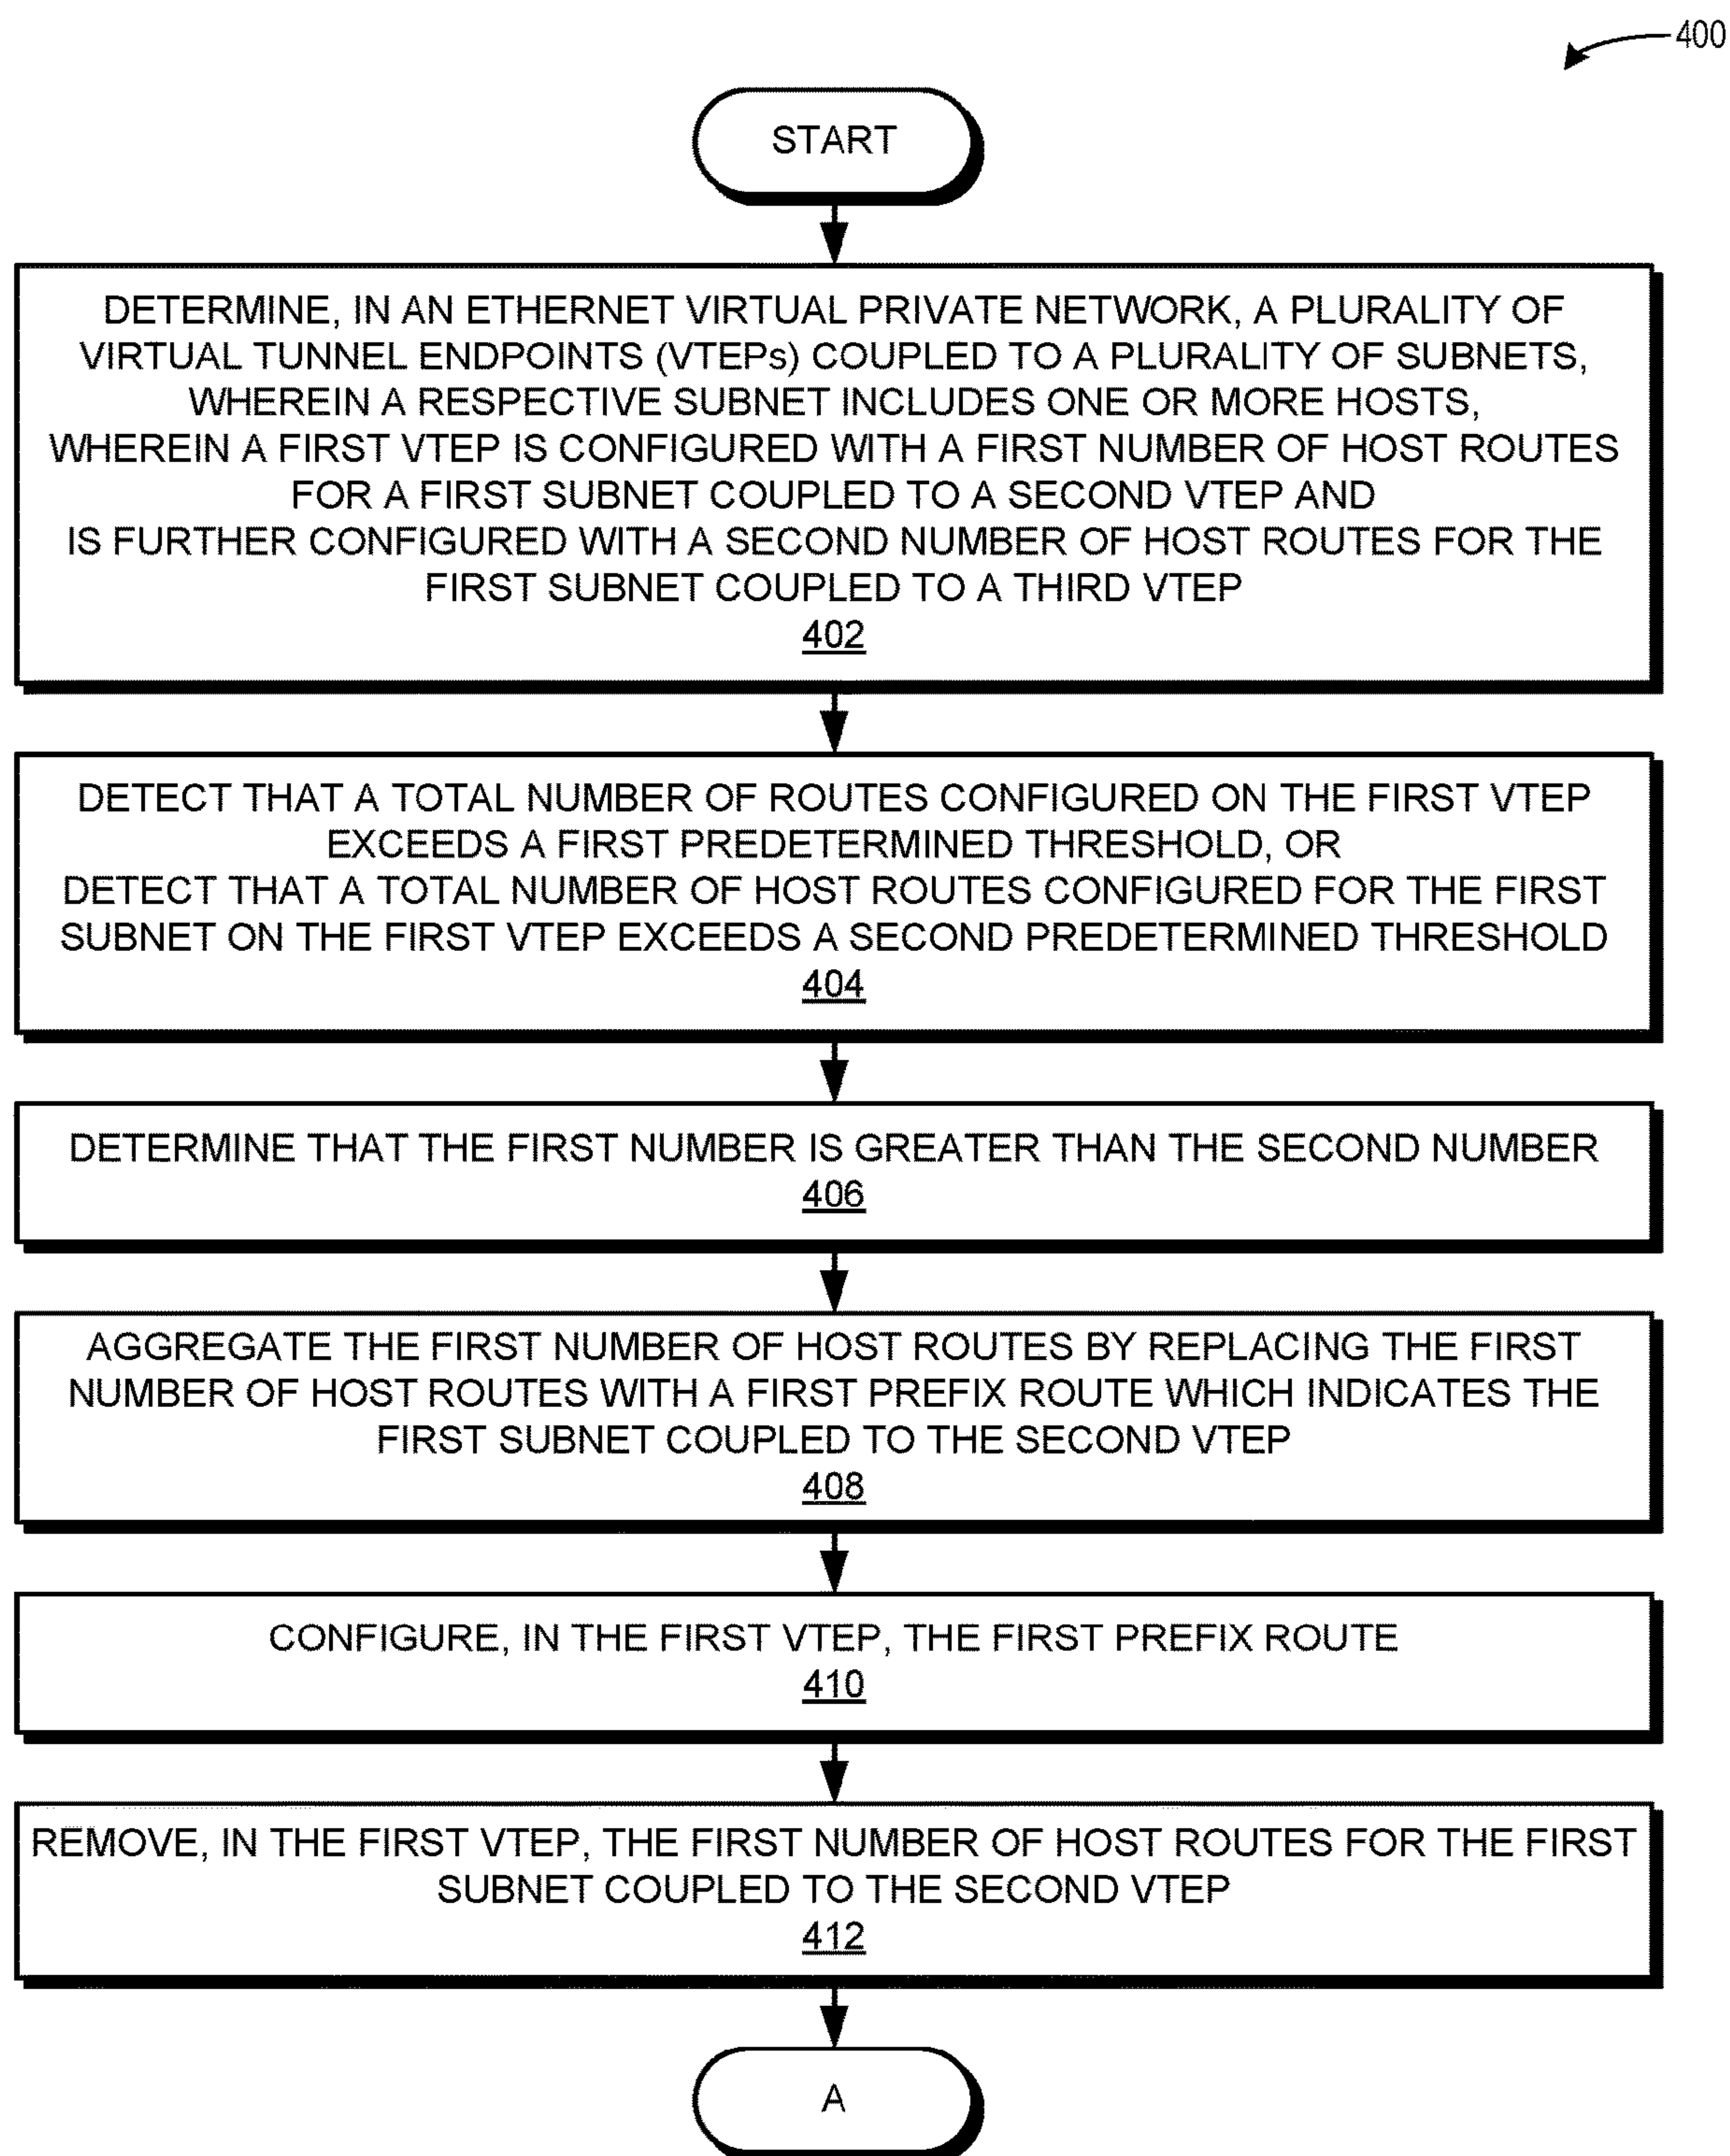 400
START
DETERMINE, IN AN ETHERNET VIRTUAL PRIVATE NETWORK, A PLURALITY OF
VIRTUAL TUNNEL ENDPOINTS (VTEPs) COUPLED TO A PLURALITY OF SUBNETS,
WHEREIN A RESPECTIVE SUBNET INCLUDES ONE OR MORE HOSTS,
WHEREIN A FIRST VTEP IS CONFIGURED WITH A FIRST NUMBER OF HOST ROUTES
FOR A FIRST SUBNET COUPLED TO A SECOND VTEP AND
IS FURTHER CONFIGURED WITH A SECOND NUMBER OF HOST ROUTES FOR THE
FIRST SUBNET COUPLED TO A THIRD VTEP
402
DETECT THAT A TOTAL NUMBER OF ROUTES CONFIGURED ON THE FIRST VTEP
EXCEEDS A FIRST PREDETERMINED THRESHOLD, OR
DETECT THAT A TOTAL NUMBER OF HOST ROUTES CONFIGURED FOR THE FIRST
SUBNET ON THE FIRST VTEP EXCEEDS A SECOND PREDETERMINED THRESHOLD
404
DETERMINE THAT THE FIRST NUMBER IS GREATER THAN THE SECOND NUMBER
406
AGGREGATE THE FIRST NUMBER OF HOST ROUTES BY REPLACING THE FIRST
NUMBER OF HOST ROUTES WITH A FIRST PREFIX ROUTE WHICH INDICATES THE
FIRST SUBNET COUPLED TO THE SECOND VTEP
408
CONFIGURE, IN THE FIRST VTEP, THE FIRST PREFIX ROUTE
410
REMOVE, IN THE FIRST VTEP, THE FIRST NUMBER OF HOST ROUTES FOR THE FIRST
SUBNET COUPLED TO THE SECOND VTEP
412
A